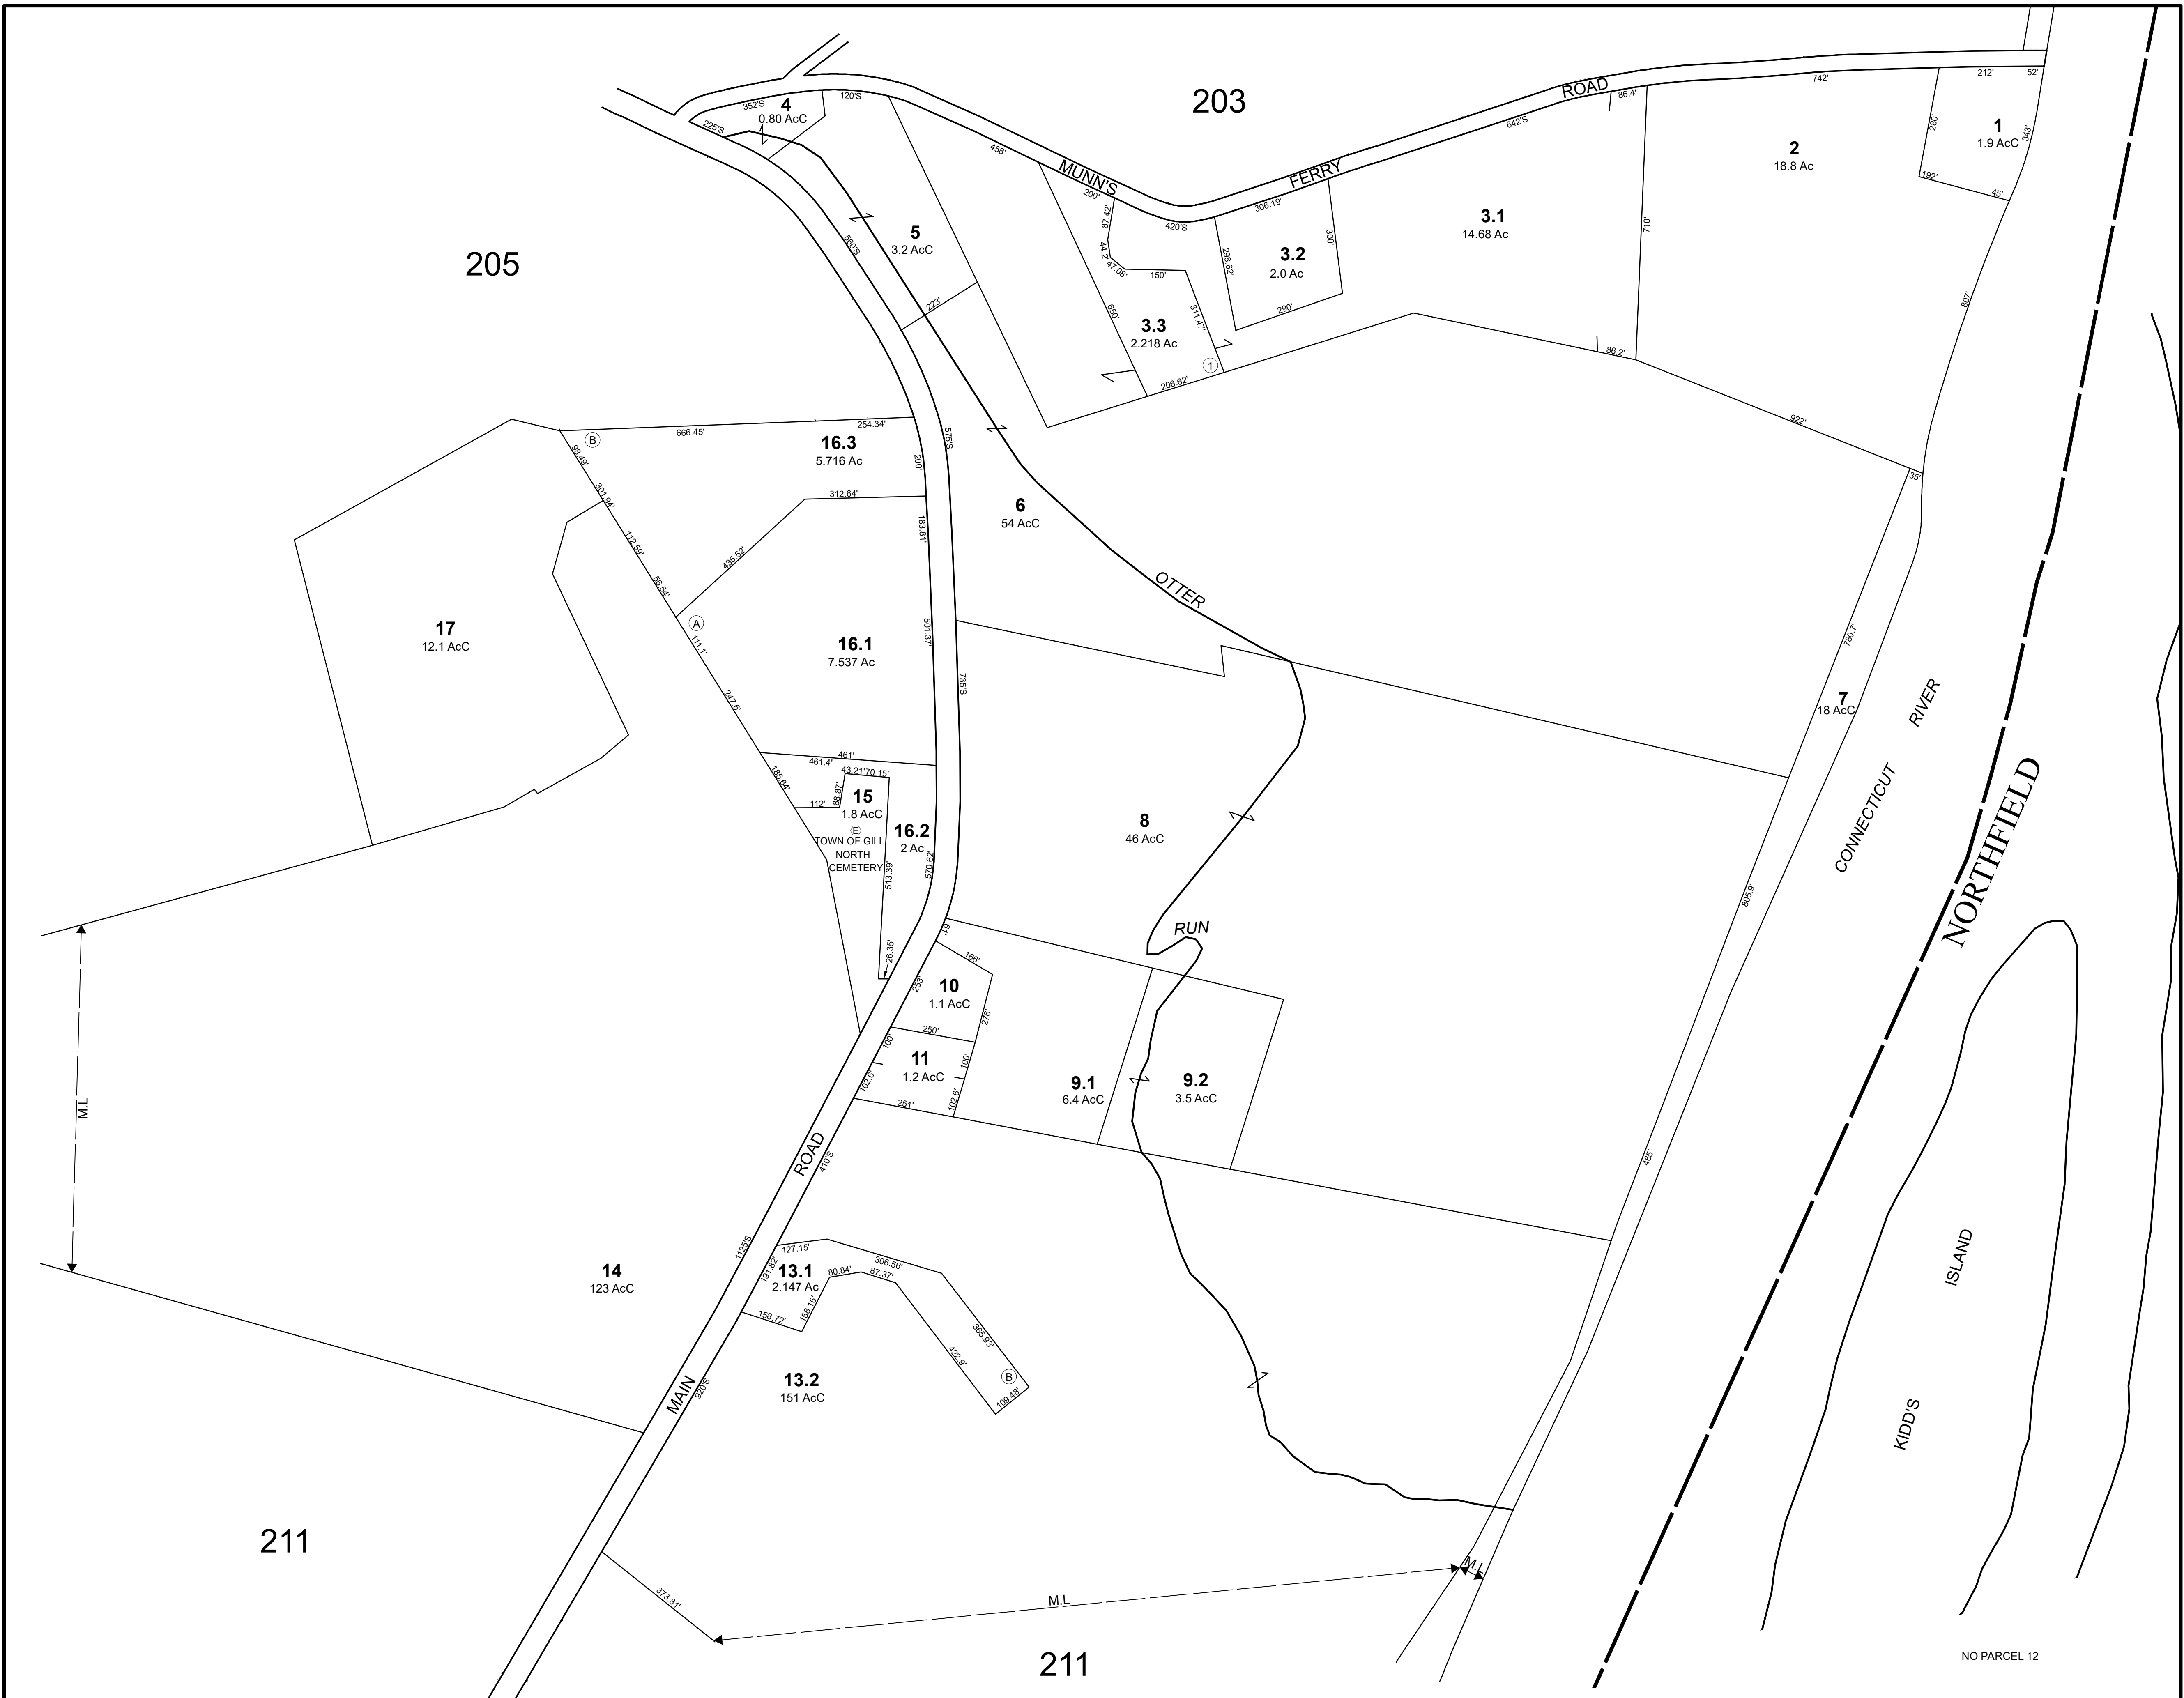 203
205
MUNN'S
FERRY
ROAD
212'
52'
742'
86.4'
642'S
343'
280'
192'
45'
1
1.9 AcC
2
18.8 Ac
710'
807'
922'
86.2'
35'
3.1
14.68 Ac
306.19'
300'
290'
298.62'
3.2
2.0 Ac
420'S
200'
87.42'
44.2'
47.08'
150'
311.47'
650'
206.62'
3.3
2.218 Ac
1
458'
120'S
352'S
225'S
4
0.80 AcC
560'S
5
3.2 AcC
223'
575'S
6
54 AcC
OTTER
RUN
735'S
780.7'
7
18 AcC
CONNECTICUT
RIVER
NORTHFIELD
805.9'
465'
8
46 AcC
B
666.45'
254.34'
98.49'
16.3
5.716 Ac
200'
301.94'
312.64'
183.81'
112.59'
435.52'
56.54'
A
111.1'
16.1
7.537 Ac
501.37'
247.6'
17
12.1 AcC
461'
461.4'
185.64'
43.21'
70.15'
88.87'
112'
15
1.8 AcC
E
TOWN OF GILL
NORTH
CEMETERY
513.39'
16.2
2 Ac
570.62'
26.35'
61'
166'
253'
10
1.1 AcC
276'
250'
100'
11
1.2 AcC
100'
102.6'
102.6'
251'
9.1
6.4 AcC
9.2
3.5 AcC
M.L
ROAD
410'S
1125'S
MAIN
920'S
14
123 AcC
127.15'
306.56'
191.82'
13.1
2.147 Ac
80.84'
87.37'
158.16'
158.72'
365.93'
422.9'
B
109.48'
13.2
151 AcC
ISLAND
KIDD'S
211
373.81'
M.L
M.L
211
NO PARCEL 12